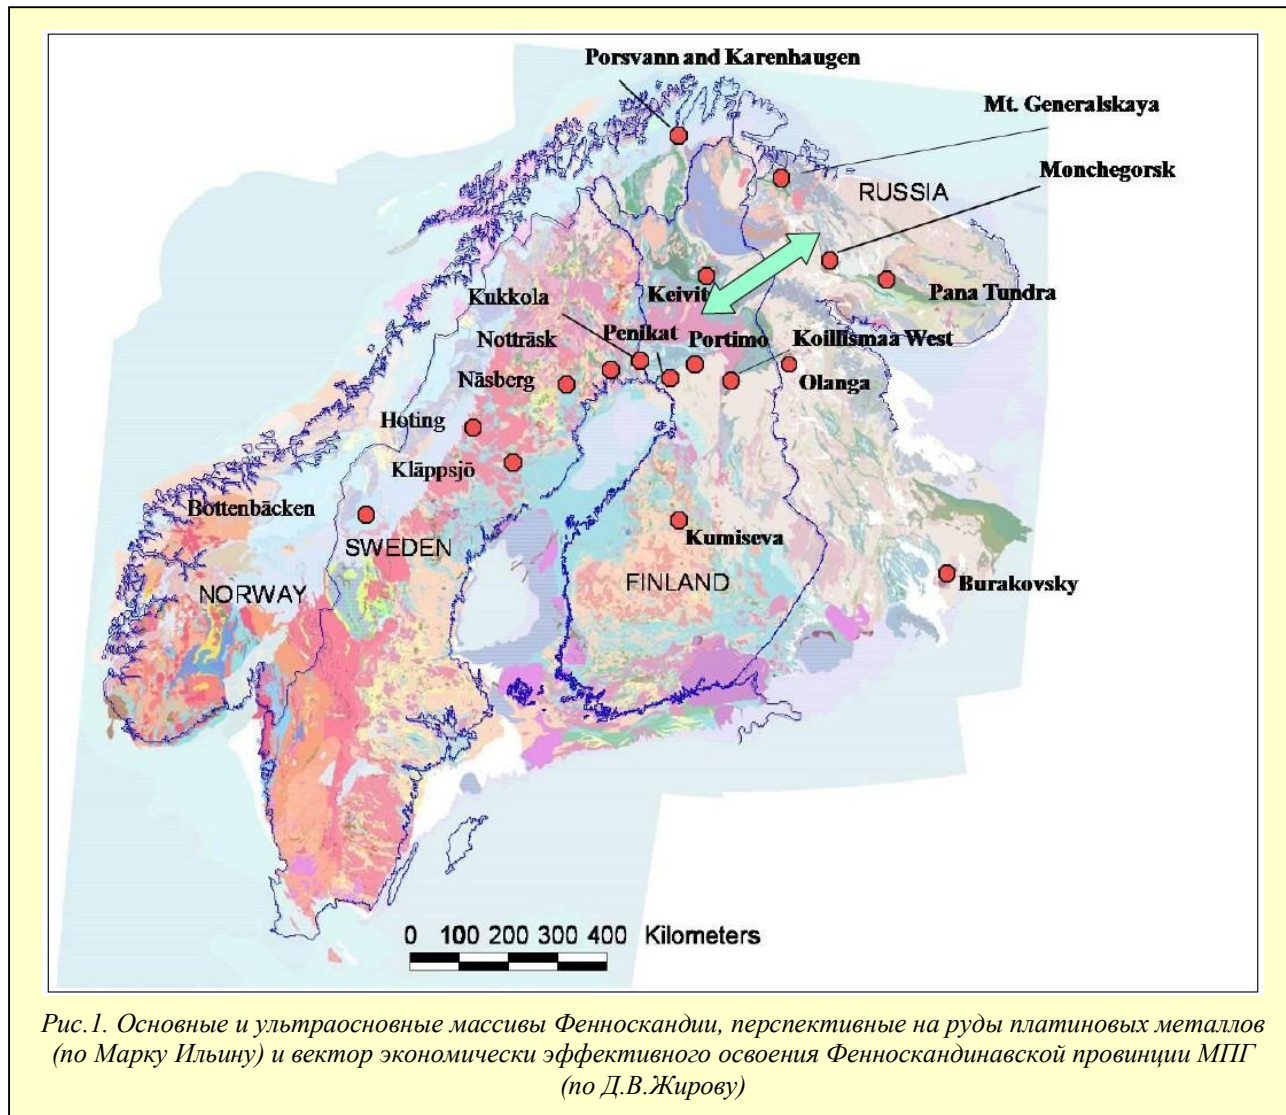 Porsvann and Karenhaugen
Mt. Generalskaya
Monchegorsk
RUSSIA
Keivit
Pana Tundra
Kukkola
Notträsk
Penikat
Portimo
Koillismaa West
Näsberg
Olanga
Hoting
Kläppsjö
Bottenbäcken
SWEDEN
Kumiseva
NORWAY
FINLAND
Burakovsky
0 100 200 300 400 Kilometers
Рис.1. Основные и ультраосновные массивы Фенноскандии, перспективные на руды платиновых металлов
(по Марку Ильину) и вектор экономически эффективного освоения Фенноскандинавской провинции МПГ
(по Д.В.Жирову)